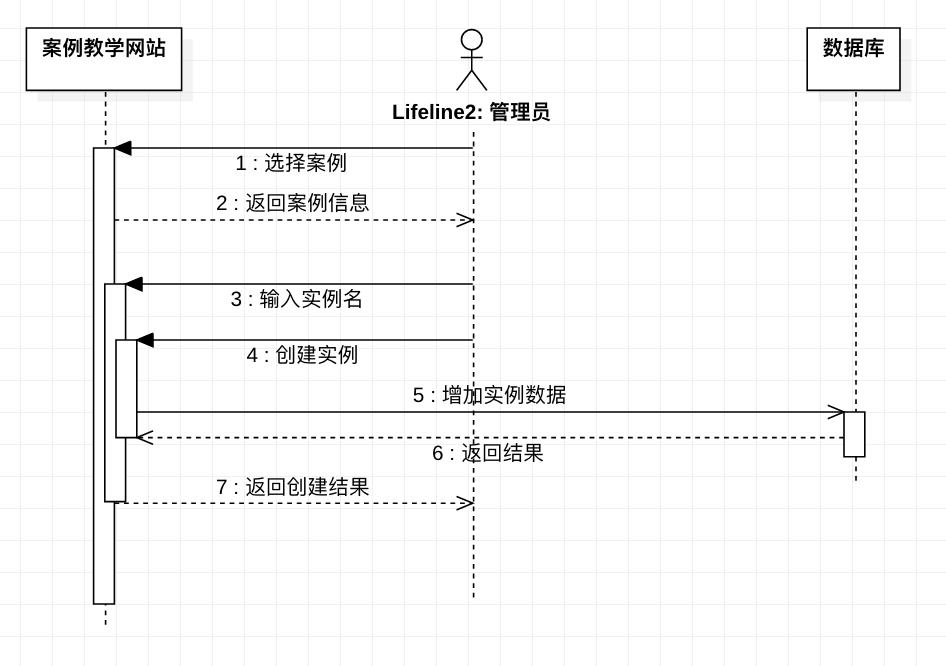 案例教学网站
数据库
Lifeline2: 管理员
1 : 选择案例
2 : 返回案例信息
3 : 输入实例名
4 : 创建实例
5 : 增加实例数据
6 : 返回结果
7 : 返回创建结果